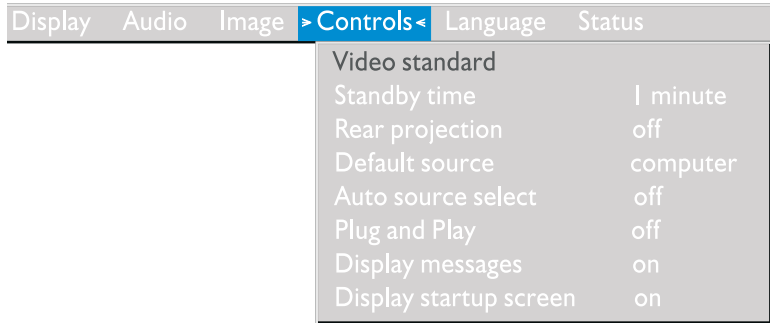 Display Audio Image > Controls < Language Status
Video standard
Standby time 1 minute
Rear projection off
Default source computer
Auto source select off
Plug and Play off
Display messages on
Display startup screen on